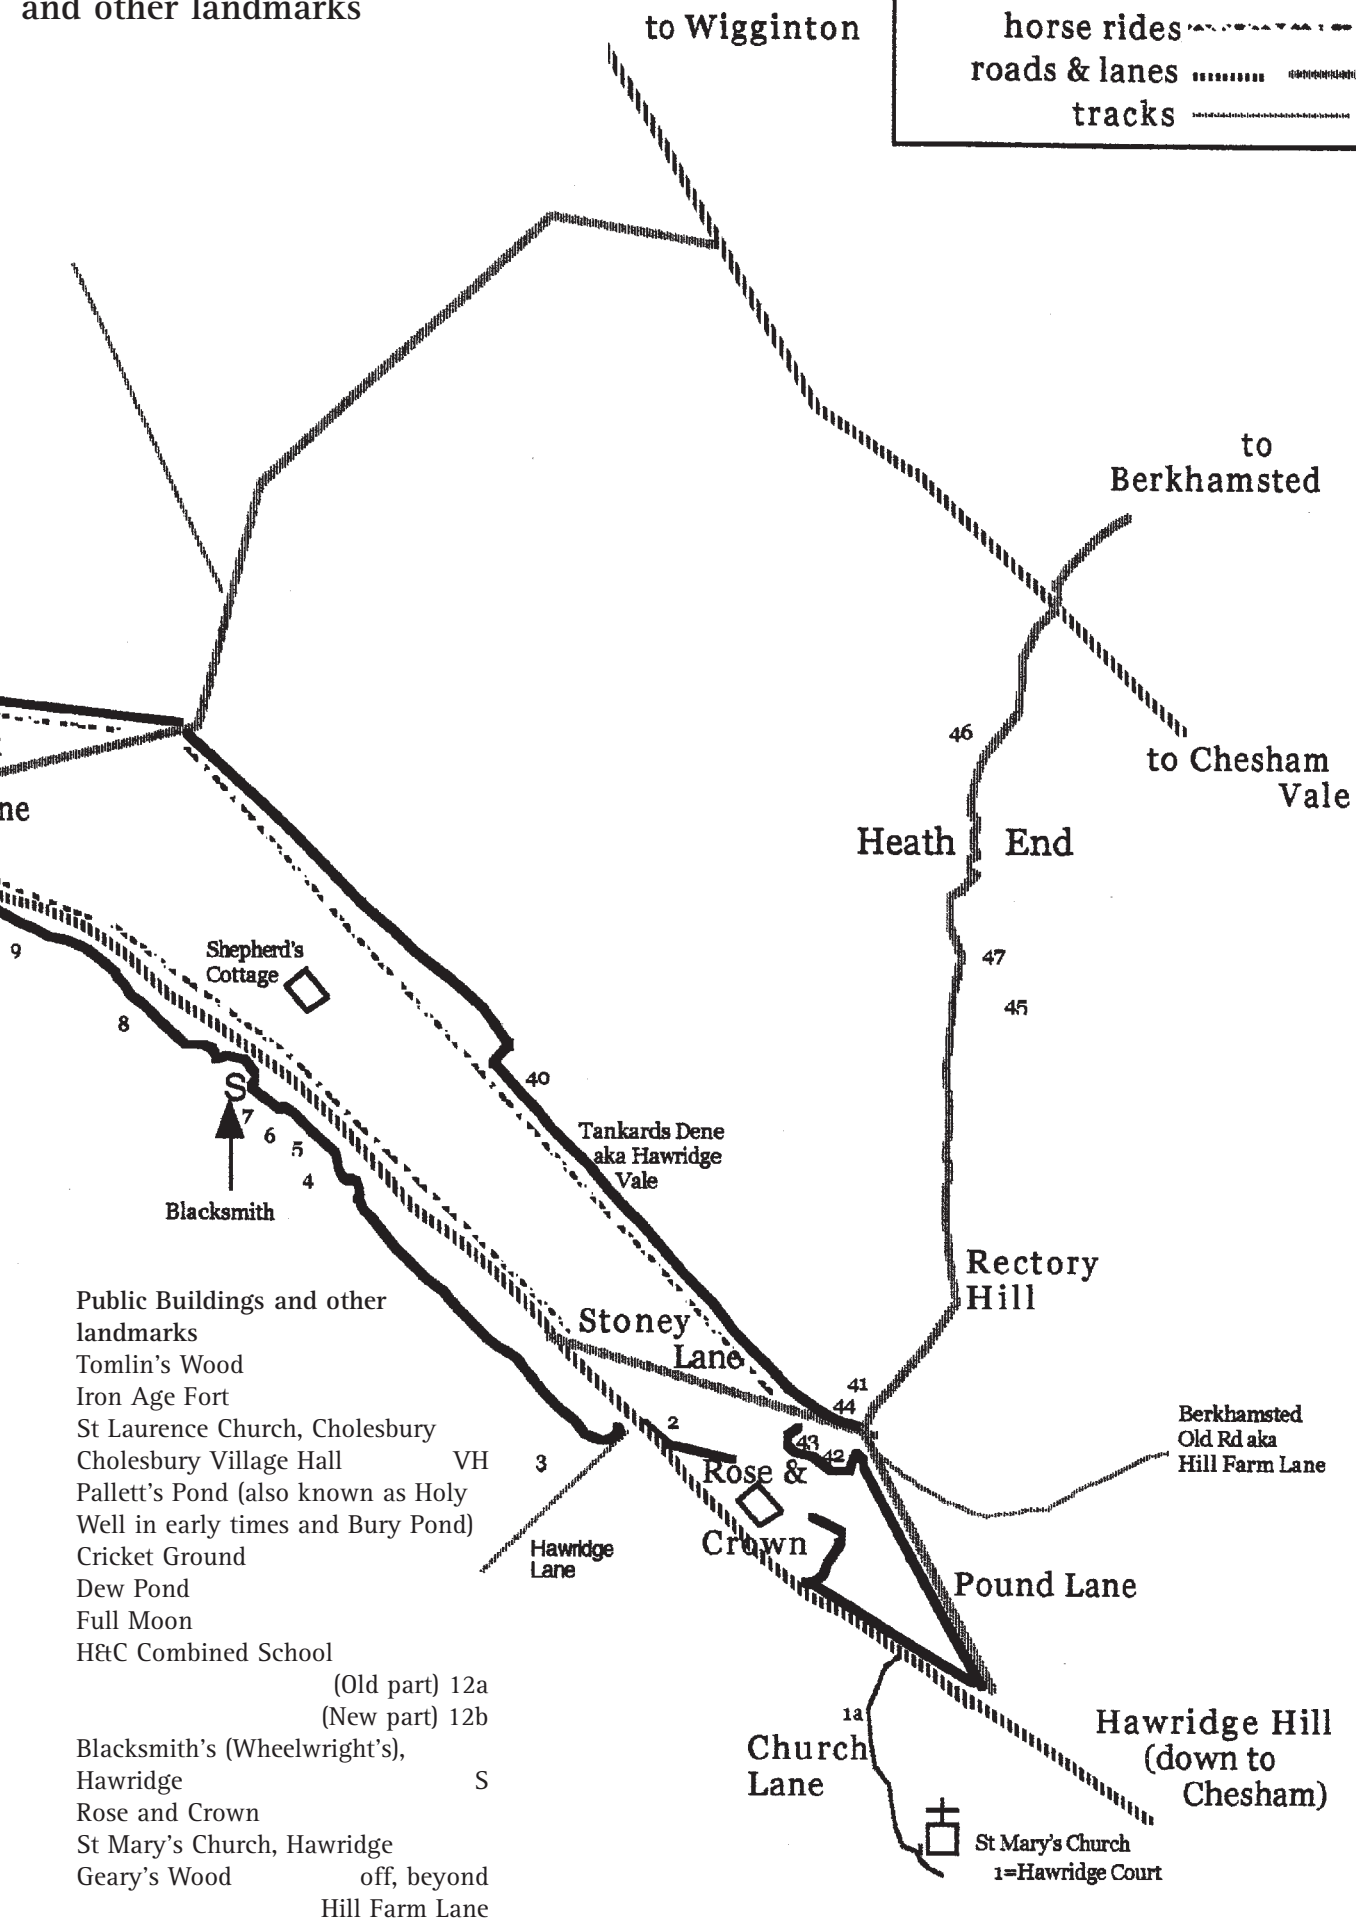 and other landmarks
to Wigginton
horse rides
roads & lanes
tracks
to
Berkhamsted
46
to Chesham
Vale
ne
Heath End
9
Shepherd's
Cottage
47
45
8
40
S
7
6
5
4
Tankards Dene
aka Hawridge
Vale
Blacksmith
Rectory
Hill
Stoney
Lane
41
44
2
43
42
3
Rose &
Crown
Berkhamsted
Old Rd aka
Hill Farm Lane
Hawridge
Lane
Pound Lane
1a
Church
Lane
Hawridge Hill
(down to
Chesham)
St Mary's Church
1=Hawridge Court
Public Buildings and other
landmarks
Tomlin's Wood
Iron Age Fort
St Laurence Church, Cholesbury
Cholesbury Village Hall VH
Pallett's Pond (also known as Holy
Well in early times and Bury Pond)
Cricket Ground
Dew Pond
Full Moon
H&C Combined School
(Old part) 12a
(New part) 12b
Blacksmith's (Wheelwright's),
Hawridge S
Rose and Crown
St Mary's Church, Hawridge
Geary's Wood off, beyond
Hill Farm Lane